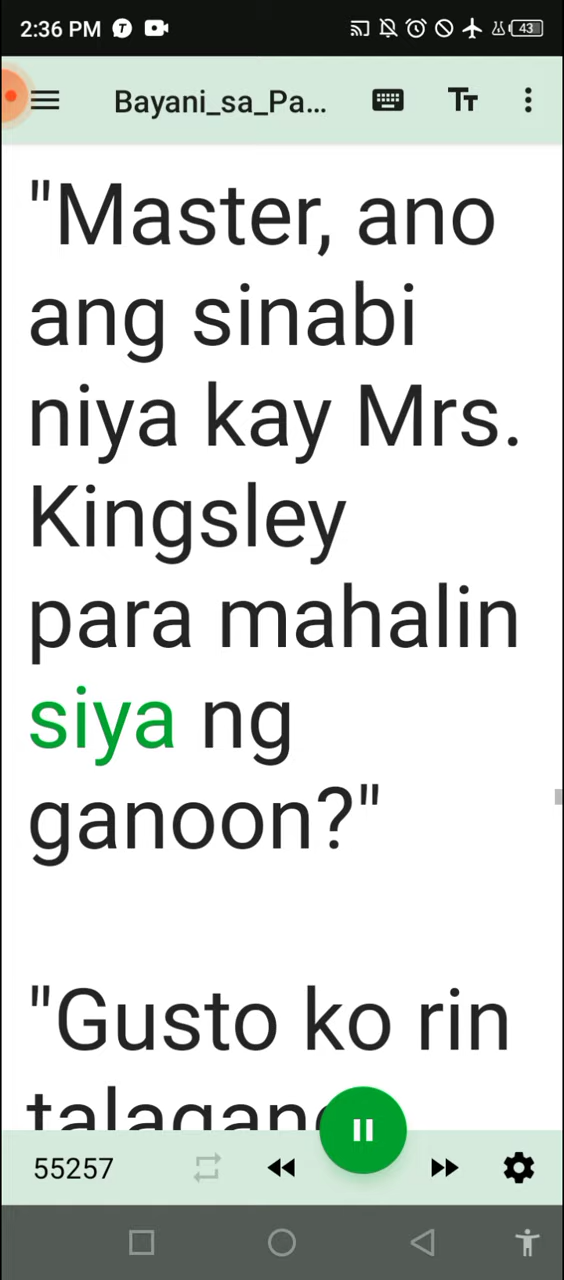 2:36 PM
43
Bayani_sa_Pa...
"Master, ano
ang sinabi
niya kay Mrs.
Kingsley
para mahalin
siya ng
ganoon?"
"Gusto ko rin
55257